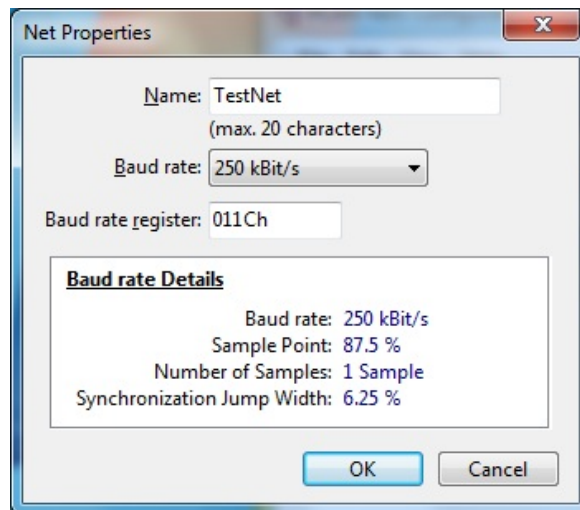 Net Properties
Name: TestNet
(max. 20 characters)
Baud rate: 250 kBit/s
Baud rate register: 011Ch
Baud rate Details
Baud rate: 250 kBit/s
Sample Point: 87.5 %
Number of Samples: 1 Sample
Synchronization Jump Width: 6.25 %
OK Cancel